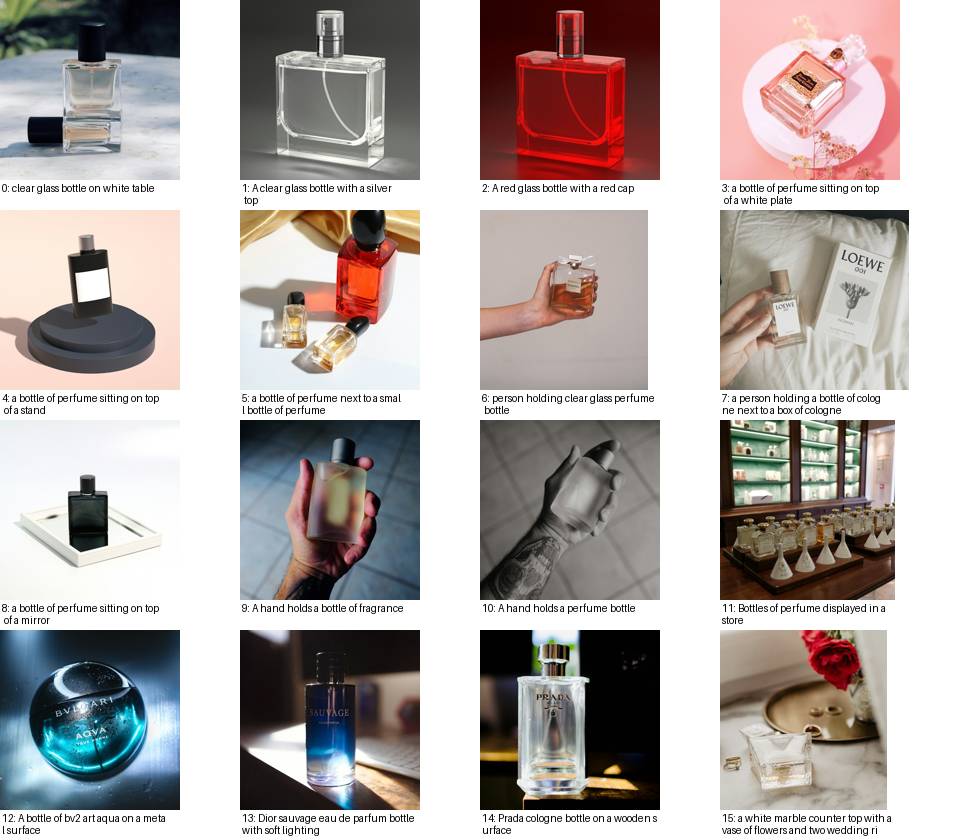 0: clear glass bottle on white table
1: A clear glass bottle with a silver
top
2: A red glass bottle with a red cap
3: a bottle of perfume sitting on top
of a white plate
LOEWE
001
LOEWE
4: a bottle of perfume sitting on top
of a stand
5: a bottle of perfume next to a smal
l bottle of perfume
6: person holding clear glass perfume
bottle
7: a person holding a bottle of colog
ne next to a box of cologne
8: a bottle of perfume sitting on top
of a mirror
9: A hand holds a bottle of fragrance
10: A hand holds a perfume bottle
11: Bottles of perfume displayed in a
store
BVLGARI
AQVA
SAUVAGE
PRADA
12: A bottle of bv2 art aqua on a meta
l surface
13: Dior sauvage eau de parfum bottle
with soft lighting
14: Prada cologne bottle on a wooden s
urface
15: a white marble counter top with a
vase of flowers and two wedding ri